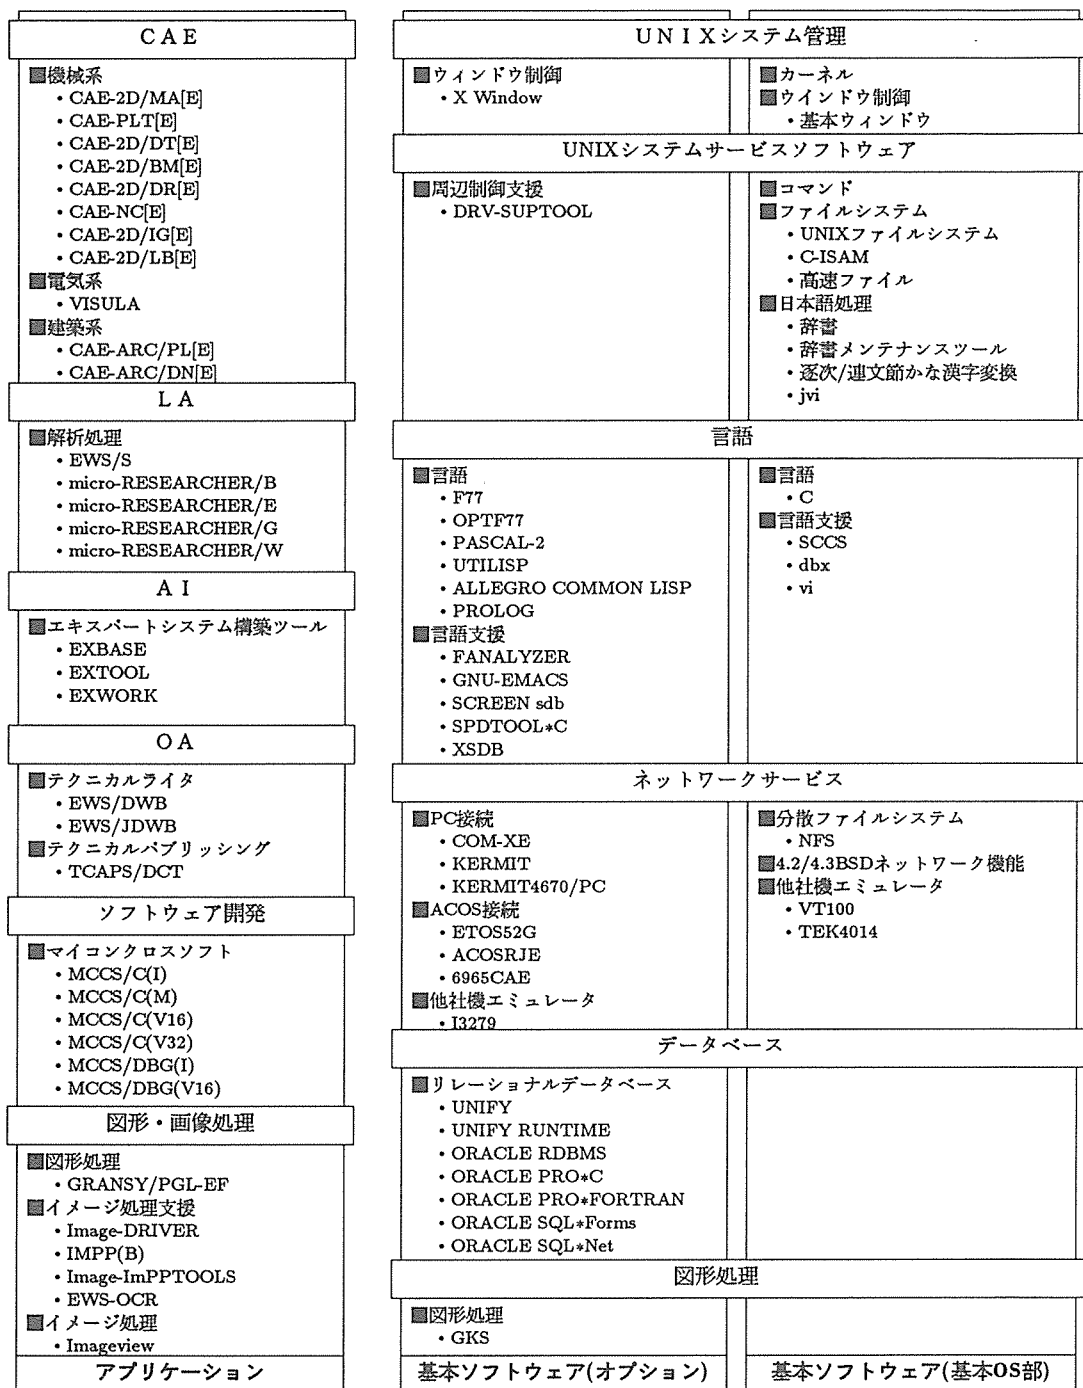 CAE
■機械系
・CAE-2D/MA[E]
・CAE-PLT[E]
・CAE-2D/DT[E]
・CAE-2D/BM[E]
・CAE-2D/DR[E]
・CAE-NC[E]
・CAE-2D/IG[E]
・CAE-2D/LB[E]
■電気系
・VISULA
■建築系
・CAE-ARC/PL[E]
・CAE-ARC/DN[E]
LA
■解析処理
・EWS/S
・micro-RESEARCHER/B
・micro-RESEARCHER/E
・micro-RESEARCHER/G
・micro-RESEARCHER/W
AI
■エキスパートシステム構築ツール
・EXBASE
・EXTOOL
・EXWORK
OA
■テクニカルライタ
・EWS/DWB
・EWS/JDWB
■テクニカルパブリッシング
・TCAPS/DCT
ソフトウェア開発
■マイコンクロスソフト
・MCCS/C(I)
・MCCS/C(M)
・MCCS/C(V16)
・MCCS/C(V32)
・MCCS/DBG(I)
・MCCS/DBG(V16)
図形・画像処理
■図形処理
・GRANSY/PGL-EF
■イメージ処理支援
・Image-DRIVER
・IMPP(B)
・Image-ImPPTOOLS
・EWS-OCR
■イメージ処理
・Imageview
アプリケーション
UNIXシステム管理
■ウィンドウ制御
・X Window
■カーネル
■ウインドウ制御
・基本ウィンドウ
UNIXシステムサービスソフトウェア
■周辺制御支援
・DRV-SUPTOOL
■コマンド
■ファイルシステム
・UNIXファイルシステム
・C-ISAM
・高速ファイル
■日本語処理
・辞書
・辞書メンテナンスツール
・逐次/連文節かな漢字変換
・jvi
言語
■言語
・F77
・OPTF77
・PASCAL-2
・UTILISP
・ALLEGRO COMMON LISP
・PROLOG
■言語支援
・FANALYZER
・GNU-EMACS
・SCREEN sdb
・SPDTOOL*C
・XSDB
■言語
・C
■言語支援
・SCCS
・dbx
・vi
ネットワークサービス
■PC接続
・COM-XE
・KERMIT
・KERMIT4670/PC
■ACOS接続
・ETOS52G
・ACOSRJE
・6965CAE
■他社機エミュレータ
・I3279
■分散ファイルシステム
・NFS
■4.2/4.3BSDネットワーク機能
■他社機エミュレータ
・VT100
・TEK4014
データベース
■リレーショナルデータベース
・UNIFY
・UNIFY RUNTIME
・ORACLE RDBMS
・ORACLE PRO*C
・ORACLE PRO*FORTRAN
・ORACLE SQL*Forms
・ORACLE SQL*Net
図形処理
■図形処理
・GKS
基本ソフトウェア(オプション)
基本ソフトウェア(基本OS部)